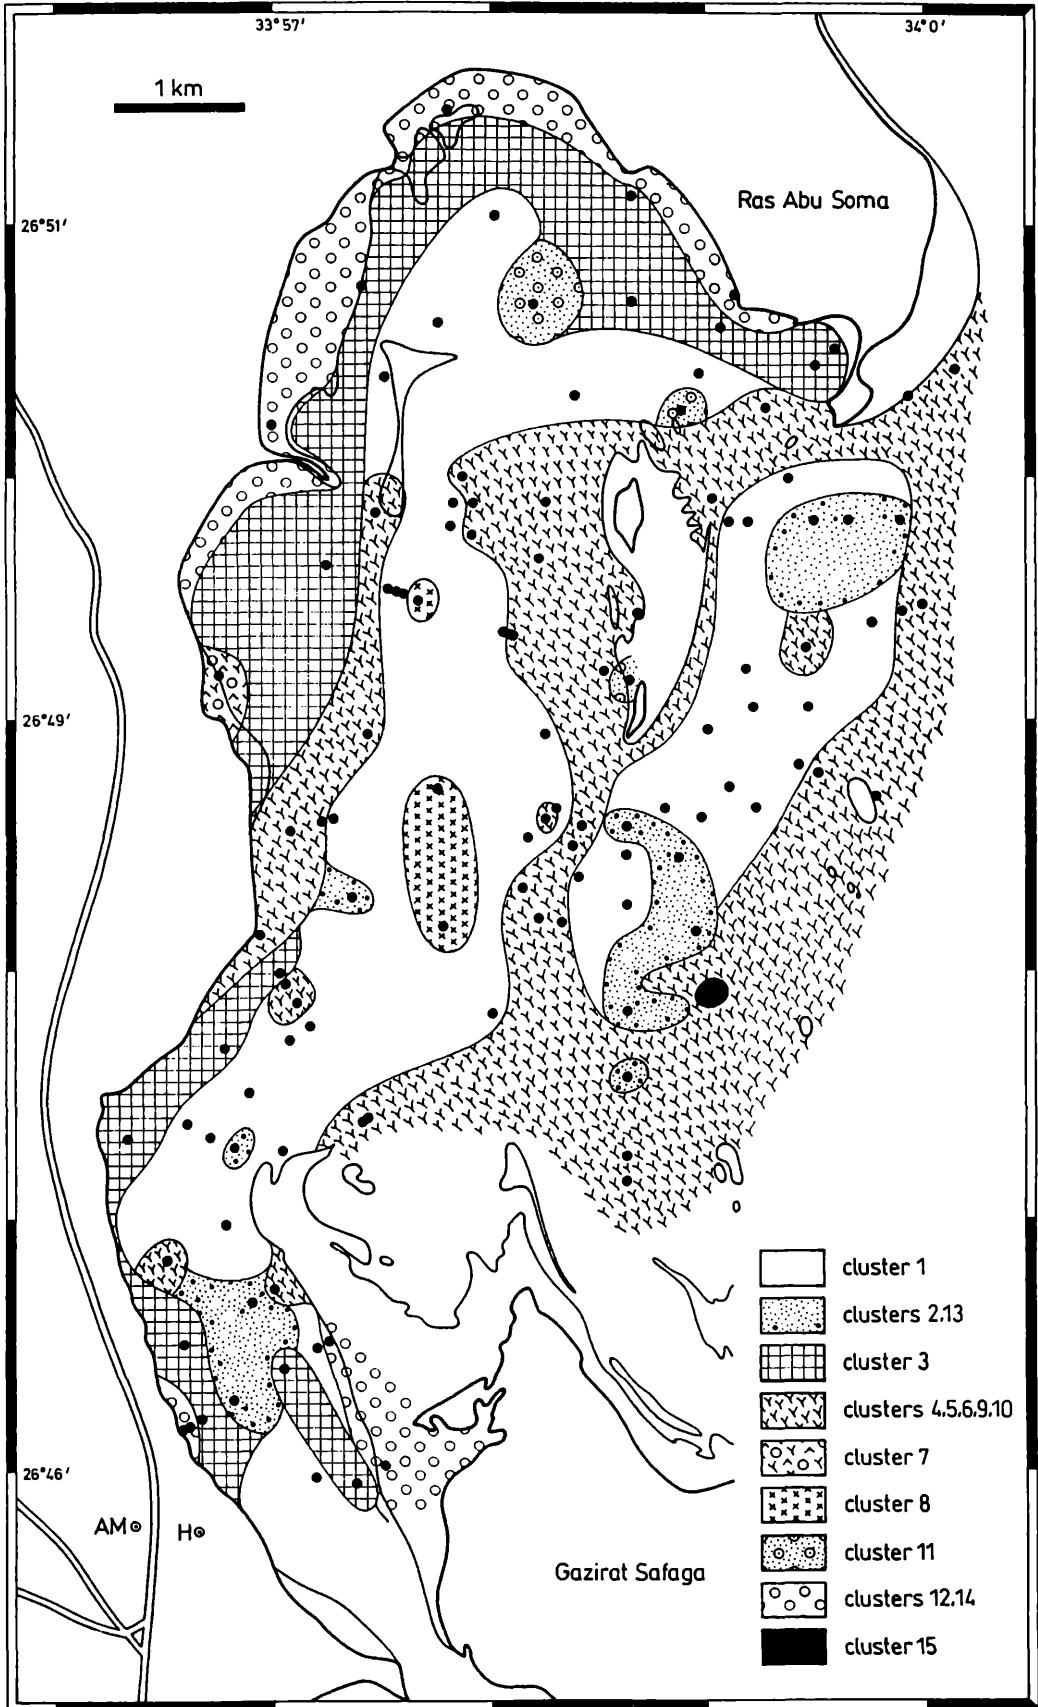 33°57′
34°0′
1 km
Ras Abu Soma
26°51′
26°49′
26°46′
AM
H
Gazirat Safaga
cluster 1
clusters 2.13
cluster 3
clusters 4.5.6.9.10
cluster 7
cluster 8
cluster 11
clusters 12.14
cluster 15